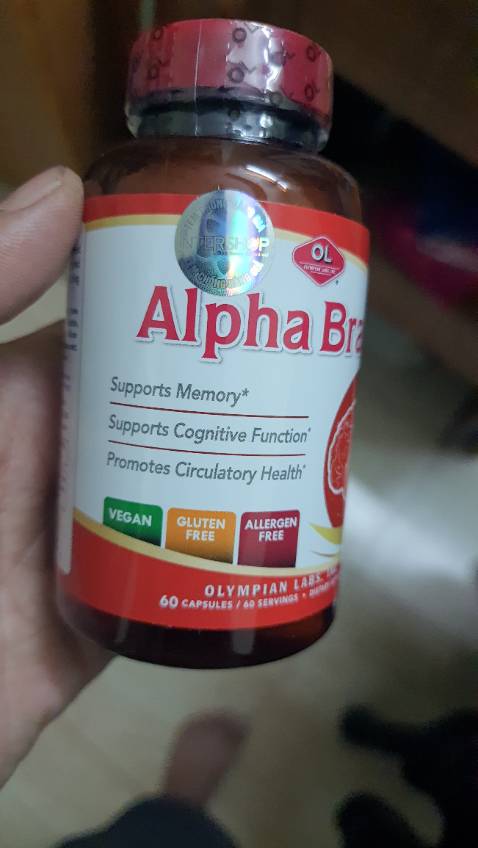 INTERSHOP
OL
Alpha Bra
Supports Memory*
Supports Cognitive Function*
Promotes Circulatory Health*
VEGAN
GLUTEN
FREE
ALLERGEN
FREE
OLYMPIAN LABS,
60 CAPSULES / 60 SERVINGS •